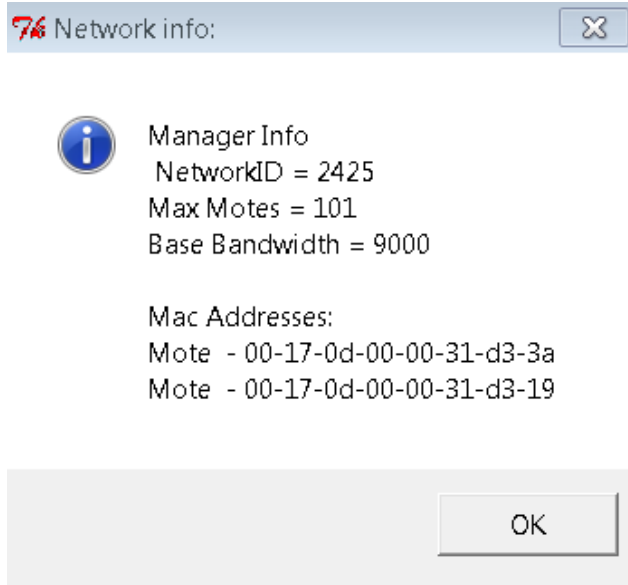 Network info:
Manager Info
NetworkID = 2425
Max Motes = 101
Base Bandwidth = 9000
Mac Addresses:
Mote - 00-17-0d-00-00-31-d3-3a
Mote - 00-17-0d-00-00-31-d3-19
OK